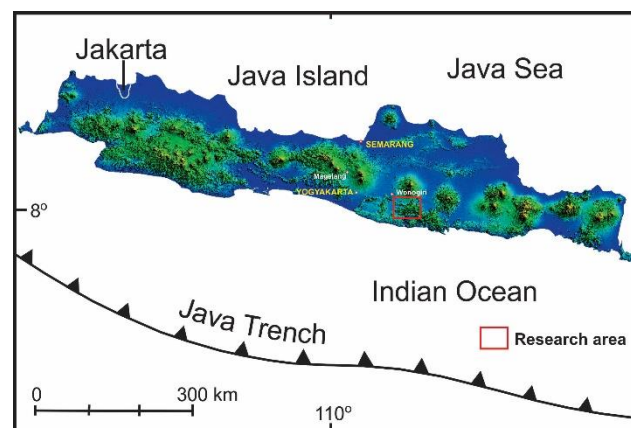 Jakarta
Java Island
Java Sea
SEMARANG
Magelang
YOGYAKARTA
Wonogiri
8°
Indian Ocean
Java Trench
Research area
0
300 km
110°